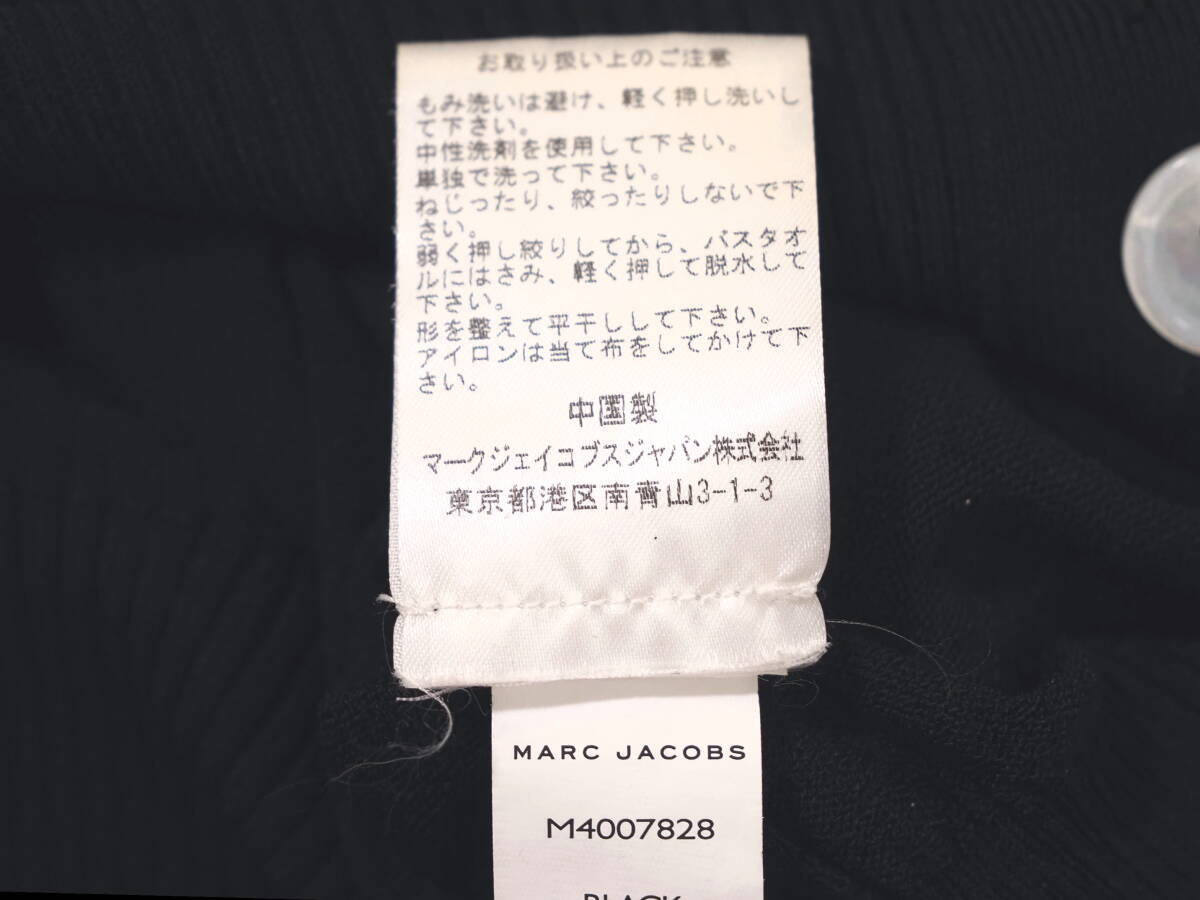 お取り扱い上のご注意
もみ洗いは避け、軽く押し洗いし
て下さい。
中性洗剤を使用して下さい。
単独で洗って下さい。
ねじったり、絞ったりしないで下
さい。
弱く押し絞りしてから、バスタオ
ルにはさみ、軽く押して脱水して
下さい。
形を整えて平干しして下さい。
アイロンは当て布をしてかけて下
さい。
中国製
マークジェイコブスジャパン株式会社
東京都港区南青山3-1-3
MARC JACOBS
M4007828
BLACK